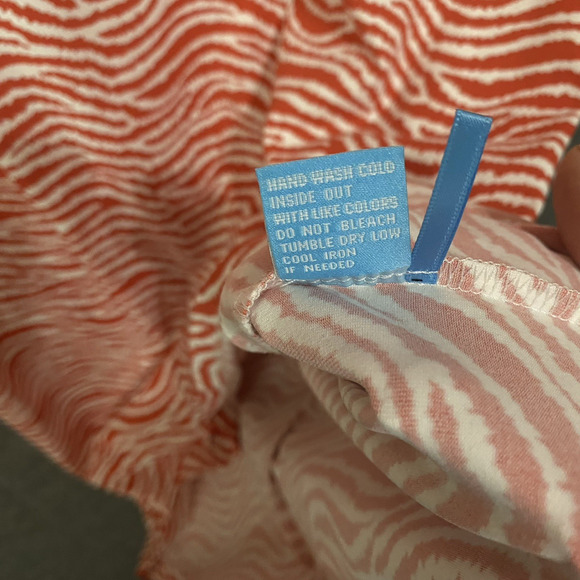 HAND WASH COLD
INSIDE OUT
WITH LIKE COLORS
DO NOT BLEACH
TUMBLE DRY LOW
COOL IRON
IF NEEDED